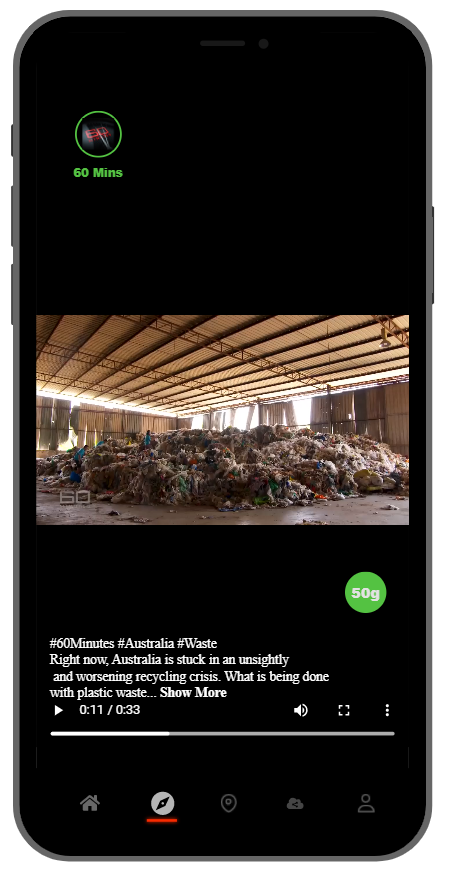 60 Mins
60
50g
#60Minutes #Australia #Waste
Right now, Australia is stuck in an unsightly
and worsening recycling crisis. What is being done
with plastic waste... Show More
0:11 / 0:33